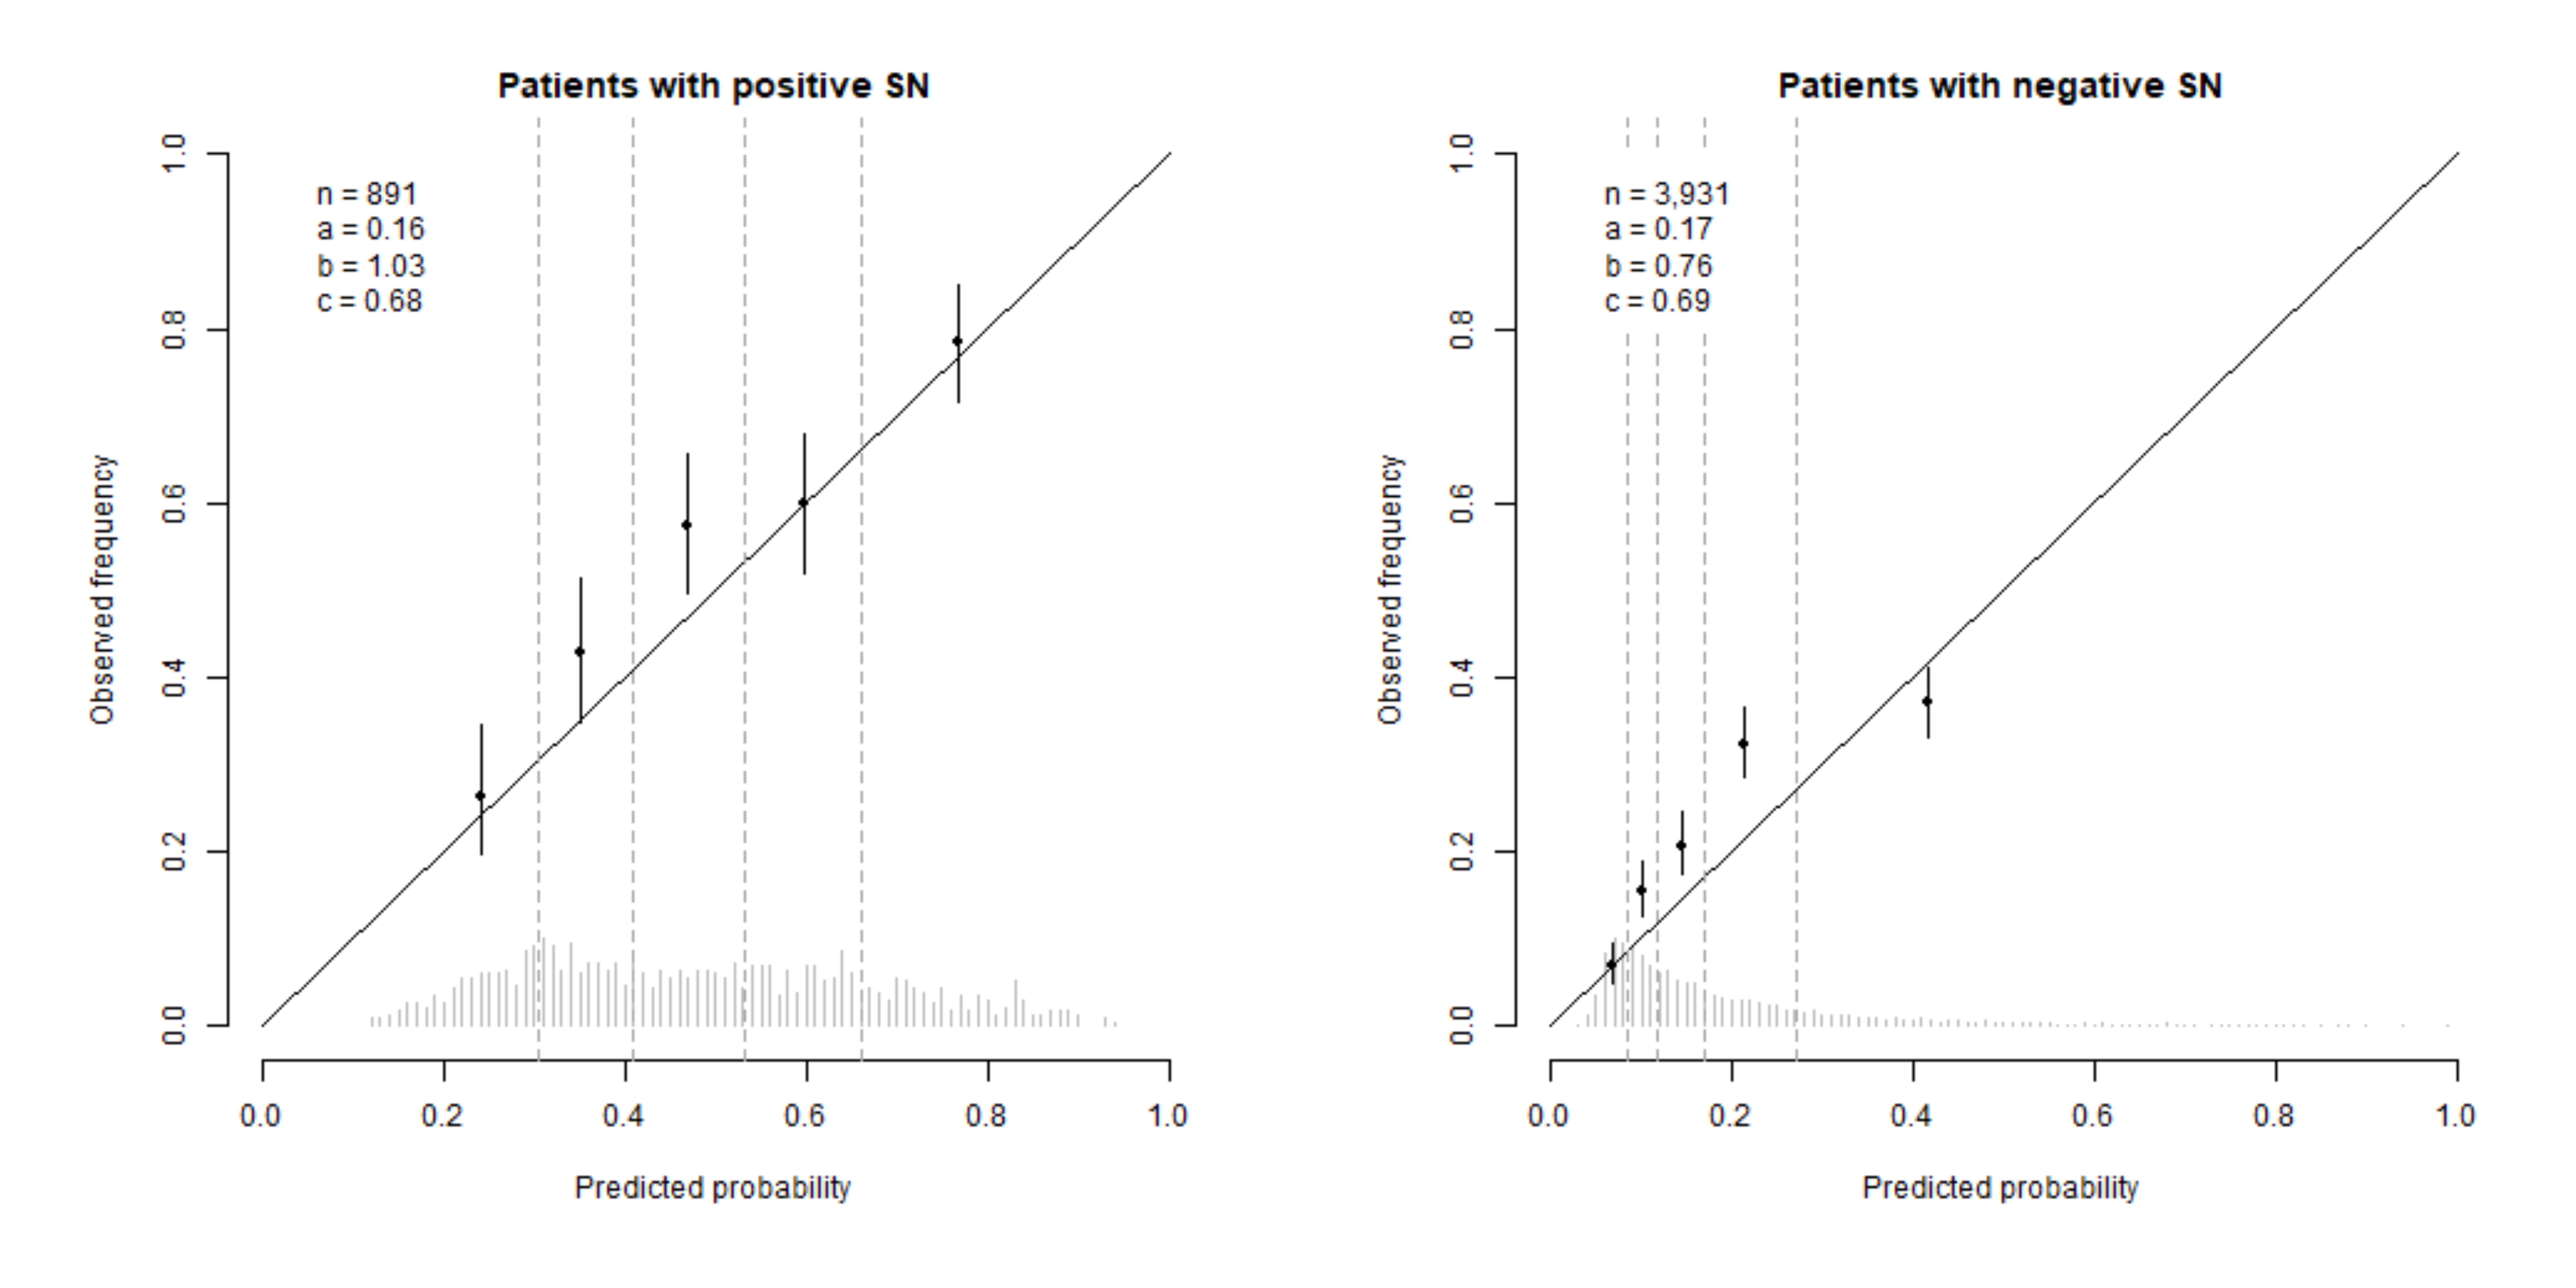 Patients with positive SN
n = 891
a = 0.16
b = 1.03
c = 0.68
Observed frequency
1.0
0.8
0.6
0.4
0.2
0.0
0.0 0.2 0.4 0.6 0.8 1.0
Predicted probability
Patients with negative SN
n = 3,931
a = 0.17
b = 0.76
c = 0.69
Observed frequency
1.0
0.8
0.6
0.4
0.2
0.0
0.0 0.2 0.4 0.6 0.8 1.0
Predicted probability